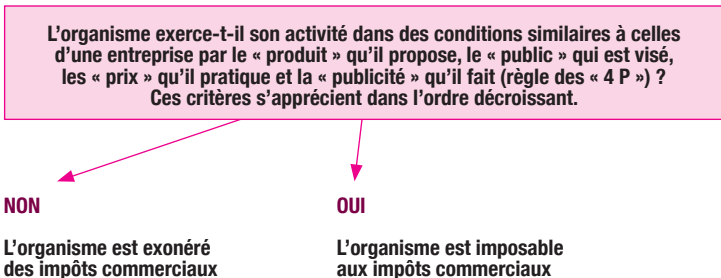 L'organisme exerce-t-il son activité dans des conditions similaires à celles
d'une entreprise par le « produit » qu'il propose, le « public » qui est visé,
les « prix » qu'il pratique et la « publicité » qu'il fait (règle des « 4 P ») ?
Ces critères s'apprécient dans l'ordre décroissant.
NON
L'organisme est exonéré
des impôts commerciaux
OUI
L'organisme est imposable
aux impôts commerciaux